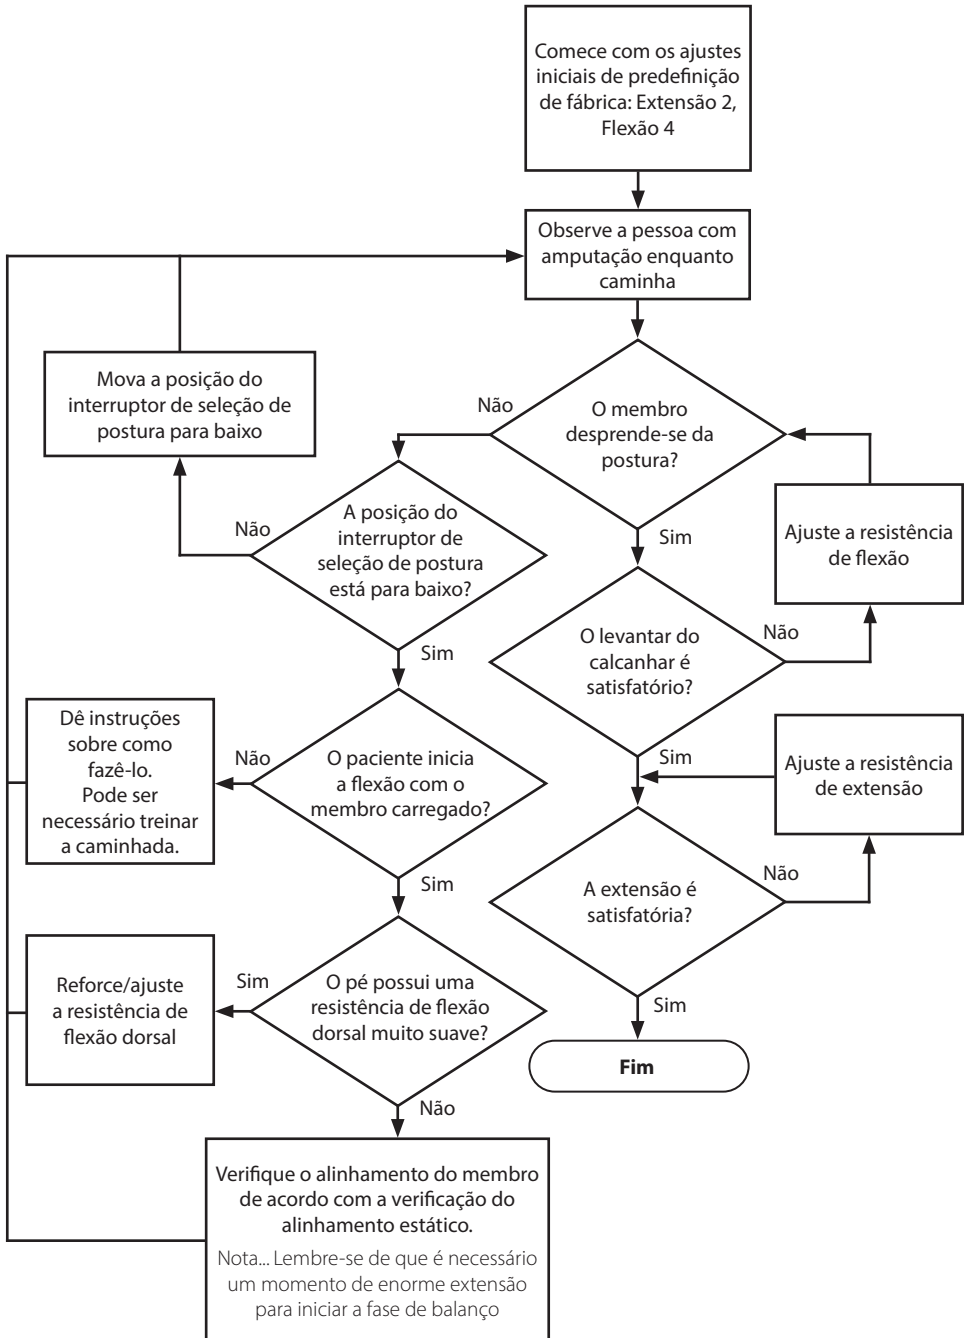 Comece com os ajustes
iniciais de predefinição
de fábrica: Extensão 2,
Flexão 4
Observe a pessoa com
amputação enquanto
caminha
Mova a posição do
interruptor de seleção de
postura para baixo
Não
O membro
desprende-se da
postura?
Não
A posição do
interruptor de
seleção de postura
está para baixo?
Sim
Ajuste a resistência
de flexão
O levantar do
calcanhar é
satisfatório?
Não
Sim
Dê instruções
sobre como
fazê-lo.
Pode ser
necessário treinar
a caminhada.
Não
O paciente inicia
a flexão com o
membro carregado?
Sim
Ajuste a resistência
de extensão
Sim
A extensão é
satisfatória?
Não
Reforce/ajuste
a resistência de
flexão dorsal
Sim
O pé possui uma
resistência de flexão
dorsal muito suave?
Sim
Fim
Não
Verifique o alinhamento do membro
de acordo com a verificação do
alinhamento estático.
Nota... Lembre-se de que é necessário
um momento de enorme extensão
para iniciar a fase de balanço